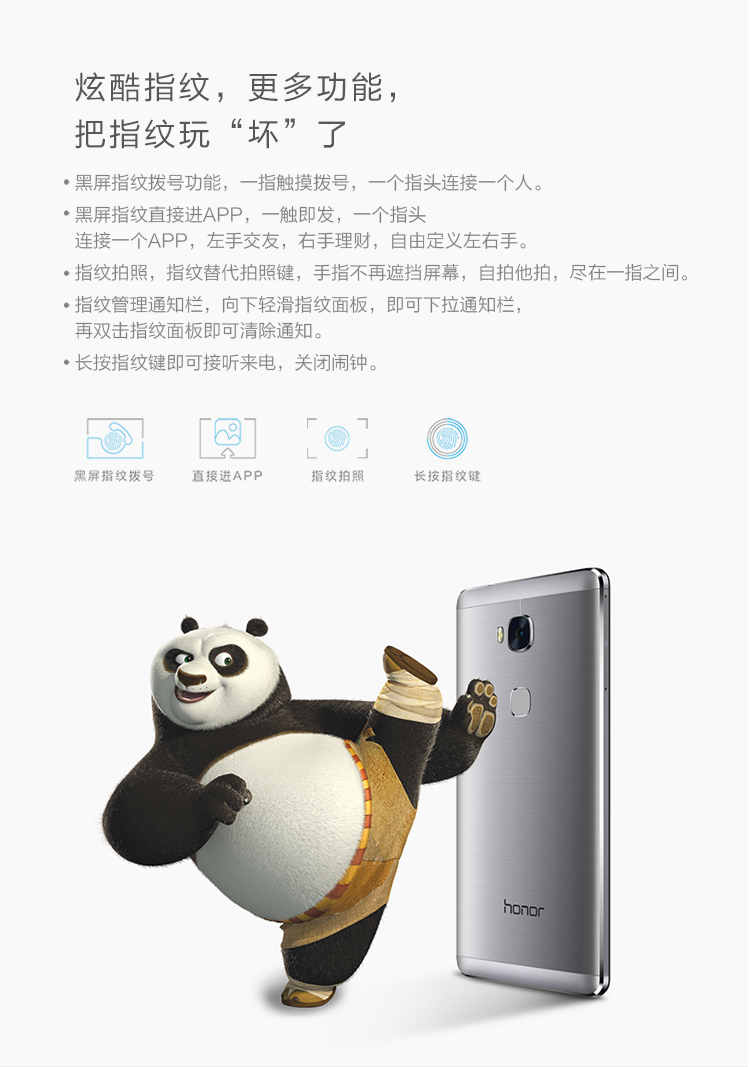 炫酷指纹，更多功能，
把指纹玩“坏”了
• 黑屏指纹拨号功能，一指触摸拨号，一个指头连接一个人。
• 黑屏指纹直接进APP，一触即发，一个指头
连接一个APP，左手交友，右手理财，自由定义左右手。
• 指纹拍照，指纹替代拍照键，手指不再遮挡屏幕，自拍他拍，尽在一指之间。
• 指纹管理通知栏，向下轻滑指纹面板，即可下拉通知栏，
再双击指纹面板即可清除通知。
• 长按指纹键即可接听来电，关闭闹钟。
黑屏指纹拨号 直接进APP 指纹拍照 长按指纹键
honor